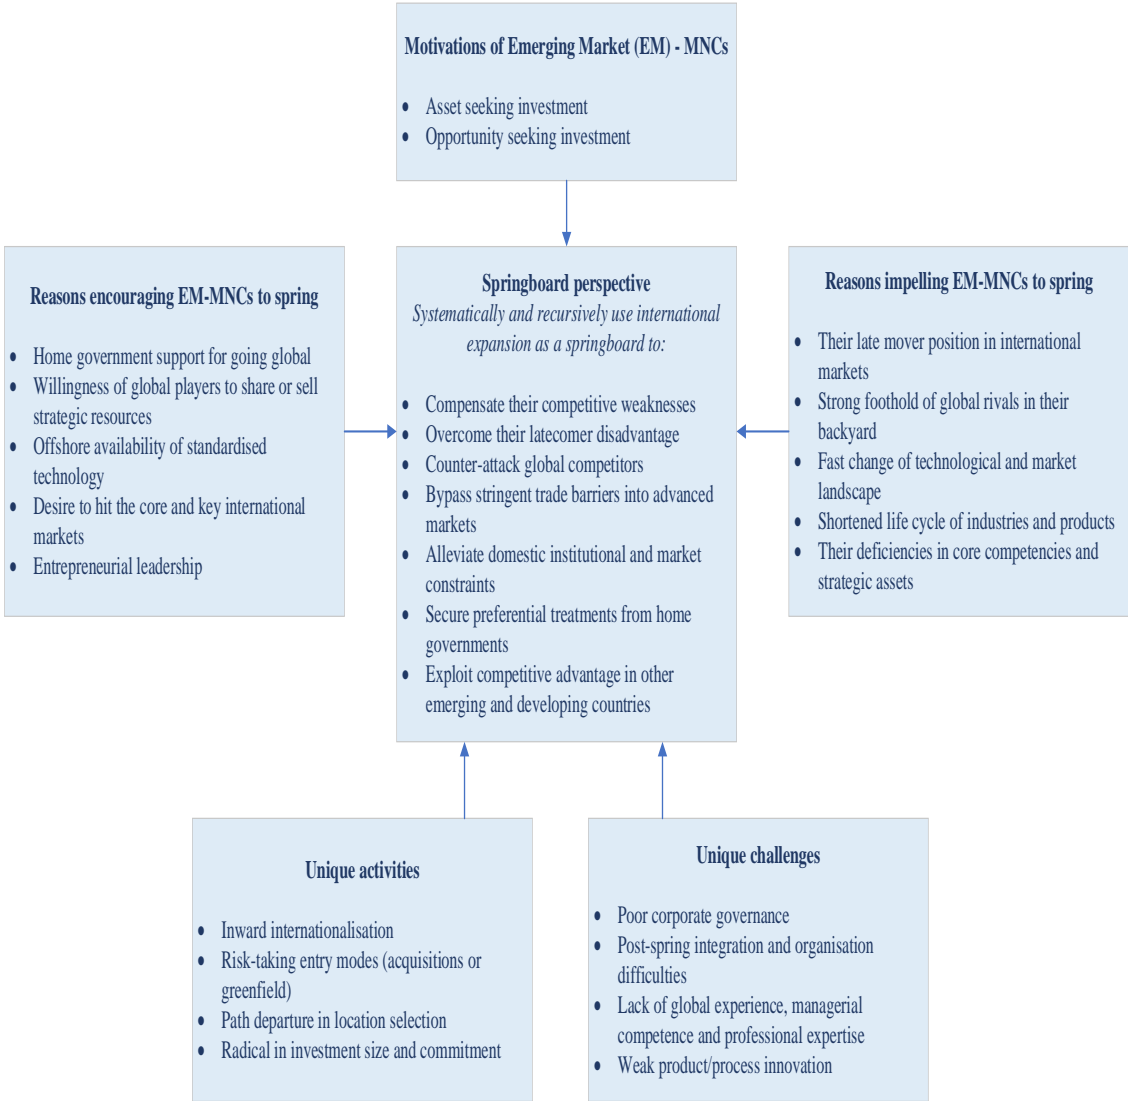 Motivations of Emerging Market (EM) - MNCs
• Asset seeking investment
• Opportunity seeking investment
Reasons encouraging EM-MNCs to spring
• Home government support for going global
• Willingness of global players to share or sell
strategic resources
• Offshore availability of standardised
technology
• Desire to hit the core and key international
markets
• Entrepreneurial leadership
Springboard perspective
Systematically and recursively use international
expansion as a springboard to:
• Compensate their competitive weaknesses
• Overcome their latecomer disadvantage
• Counter-attack global competitors
• Bypass stringent trade barriers into advanced
markets
• Alleviate domestic institutional and market
constraints
• Secure preferential treatments from home
governments
• Exploit competitive advantage in other
emerging and developing countries
Reasons impelling EM-MNCs to spring
• Their late mover position in international
markets
• Strong foothold of global rivals in their
backyard
• Fast change of technological and market
landscape
• Shortened life cycle of industries and products
• Their deficiencies in core competencies and
strategic assets
Unique activities
• Inward internationalisation
• Risk-taking entry modes (acquisitions or
greenfield)
• Path departure in location selection
• Radical in investment size and commitment
Unique challenges
• Poor corporate governance
• Post-spring integration and organisation
difficulties
• Lack of global experience, managerial
competence and professional expertise
• Weak product/process innovation